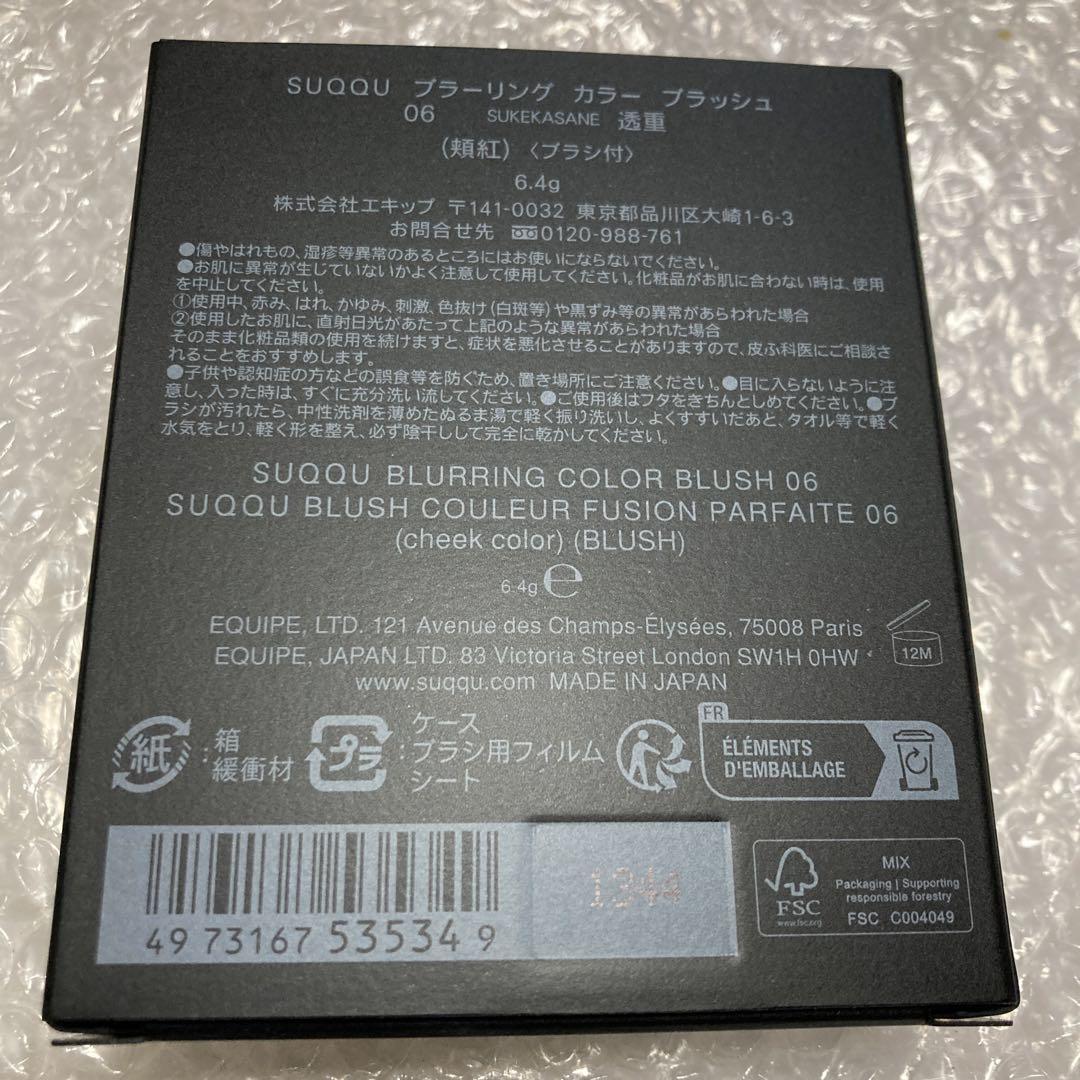 SUQQU ブラーリング カラー ブラッシュ
06 SUKEKASANE 透重
(頬紅)〈ブラシ付〉
6.4g
株式会社エキップ 〒141-0032 東京都品川区大崎1-6-3
お問合せ先 0120-988-761
●傷やはれもの、湿疹等異常のあるところにはお使いにならないでください。
●お肌に異常が生じていないかよく注意して使用してください。化粧品がお肌に合わない時は、使用
を中止してください。
①使用中、赤み、はれ、かゆみ、刺激、色抜け(白斑等)や黒ずみ等の異常があらわれた場合
②使用したお肌に、直射日光があたって上記のような異常があらわれた場合
そのまま化粧品類の使用を続けますと、症状を悪化させることがありますので、皮ふ科医にご相談さ
れることをおすすめします。
●子供や認知症の方などの誤食等を防ぐため、置き場所にご注意ください。●目に入らないように注
意し、入った時は、すぐに充分洗い流してください。●ご使用後はフタをきちんとしめてください。●ブ
ラシが汚れたら、中性洗剤を薄めたぬるま湯で軽く振り洗いし、よくすすいだあと、タオル等で軽く
水気をとり、軽く形を整え、必ず陰干しして完全に乾かしてください。
SUQQU BLURRING COLOR BLUSH 06
SUQQU BLUSH COULEUR FUSION PARFAITE 06
(cheek color) (BLUSH)
6.4g ℮
EQUIPE, LTD. 121 Avenue des Champs-Élysées, 75008 Paris
EQUIPE, JAPAN LTD. 83 Victoria Street London SW1H 0HW
12M
www.suqqu.com MADE IN JAPAN
紙 : 箱
緩衝材
プラ : ケース
ブラシ用フィルム
シート
FR
ÉLÉMENTS
D'EMBALLAGE
4973167535349
1344
FSC
www.fsc.org
MIX
Packaging | Supporting
responsible forestry
FSC C004049